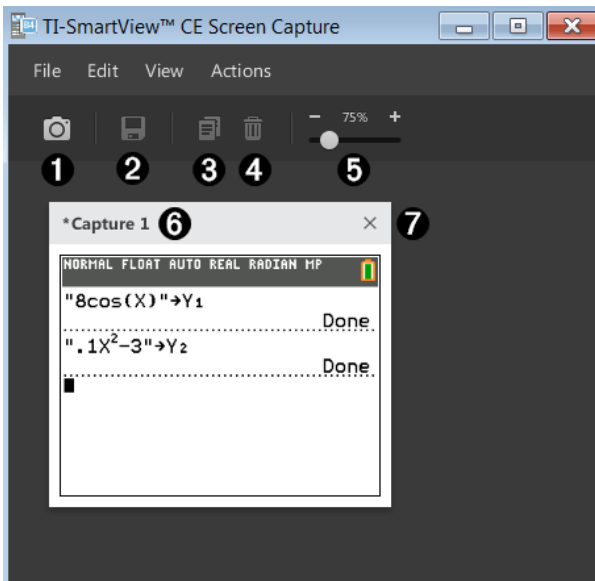 TI-SmartView™ CE Screen Capture
File Edit View Actions
− 75% +
1 2 3 4 5
*Capture 1 6 × 7
NORMAL FLOAT AUTO REAL RADIAN MP
"8cos(X)"→Y₁
Done
".1X²−3"→Y₂
Done